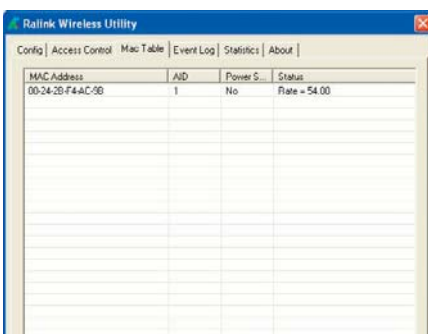 Ralink Wireless Utility
Config Access Control Mac Table Event Log Statistics About
MAC Address AID Power S... Status
00-24-2B-F4-AC-9B 1 No Rate = 54.00